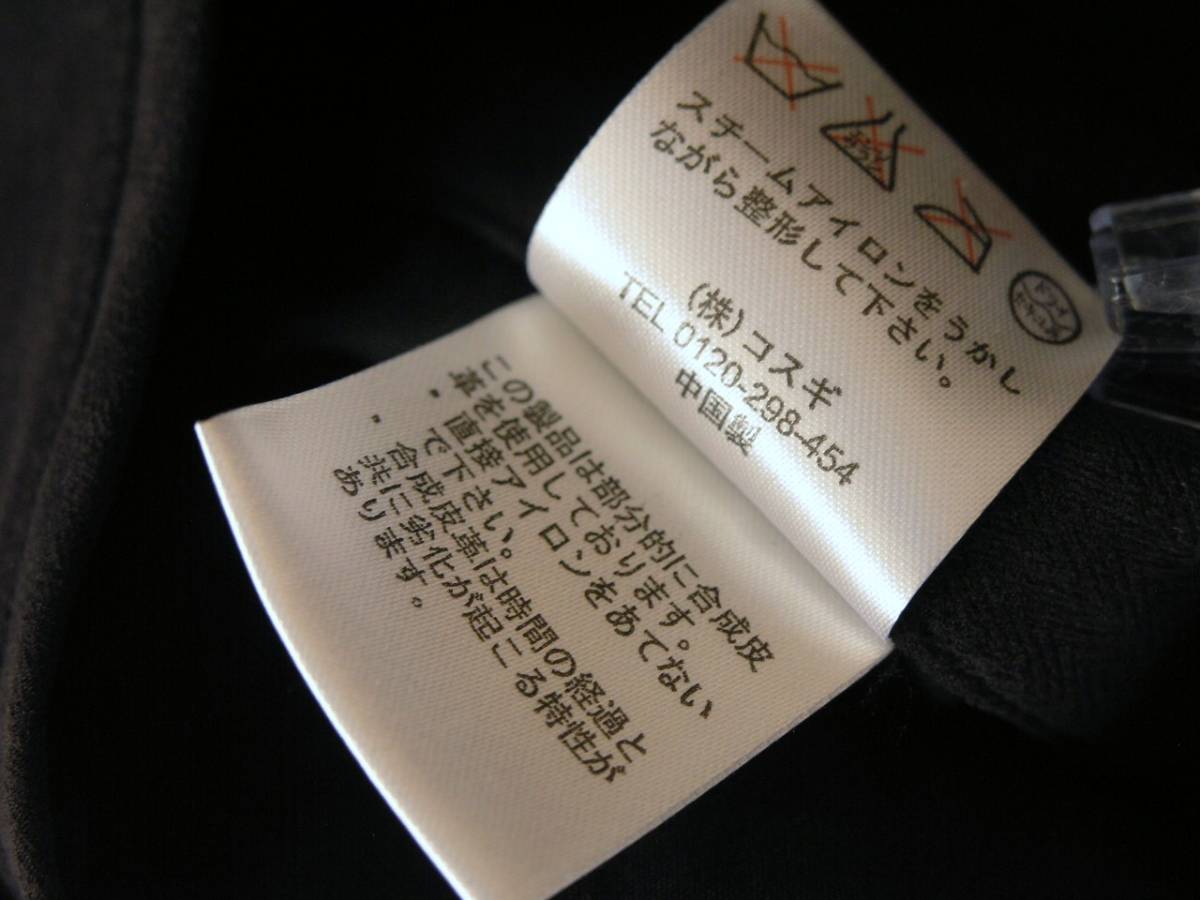 スチームアイロンをうかし
ながら整形して下さい。
(株)コスギ
TEL 0120-298-454
中国製
この製品は部分的に合成皮
革を使用しております。
・直接アイロンをあてない
で下さい。
・合成皮革は時間の経過と
共に劣化が起こる特性が
あります。